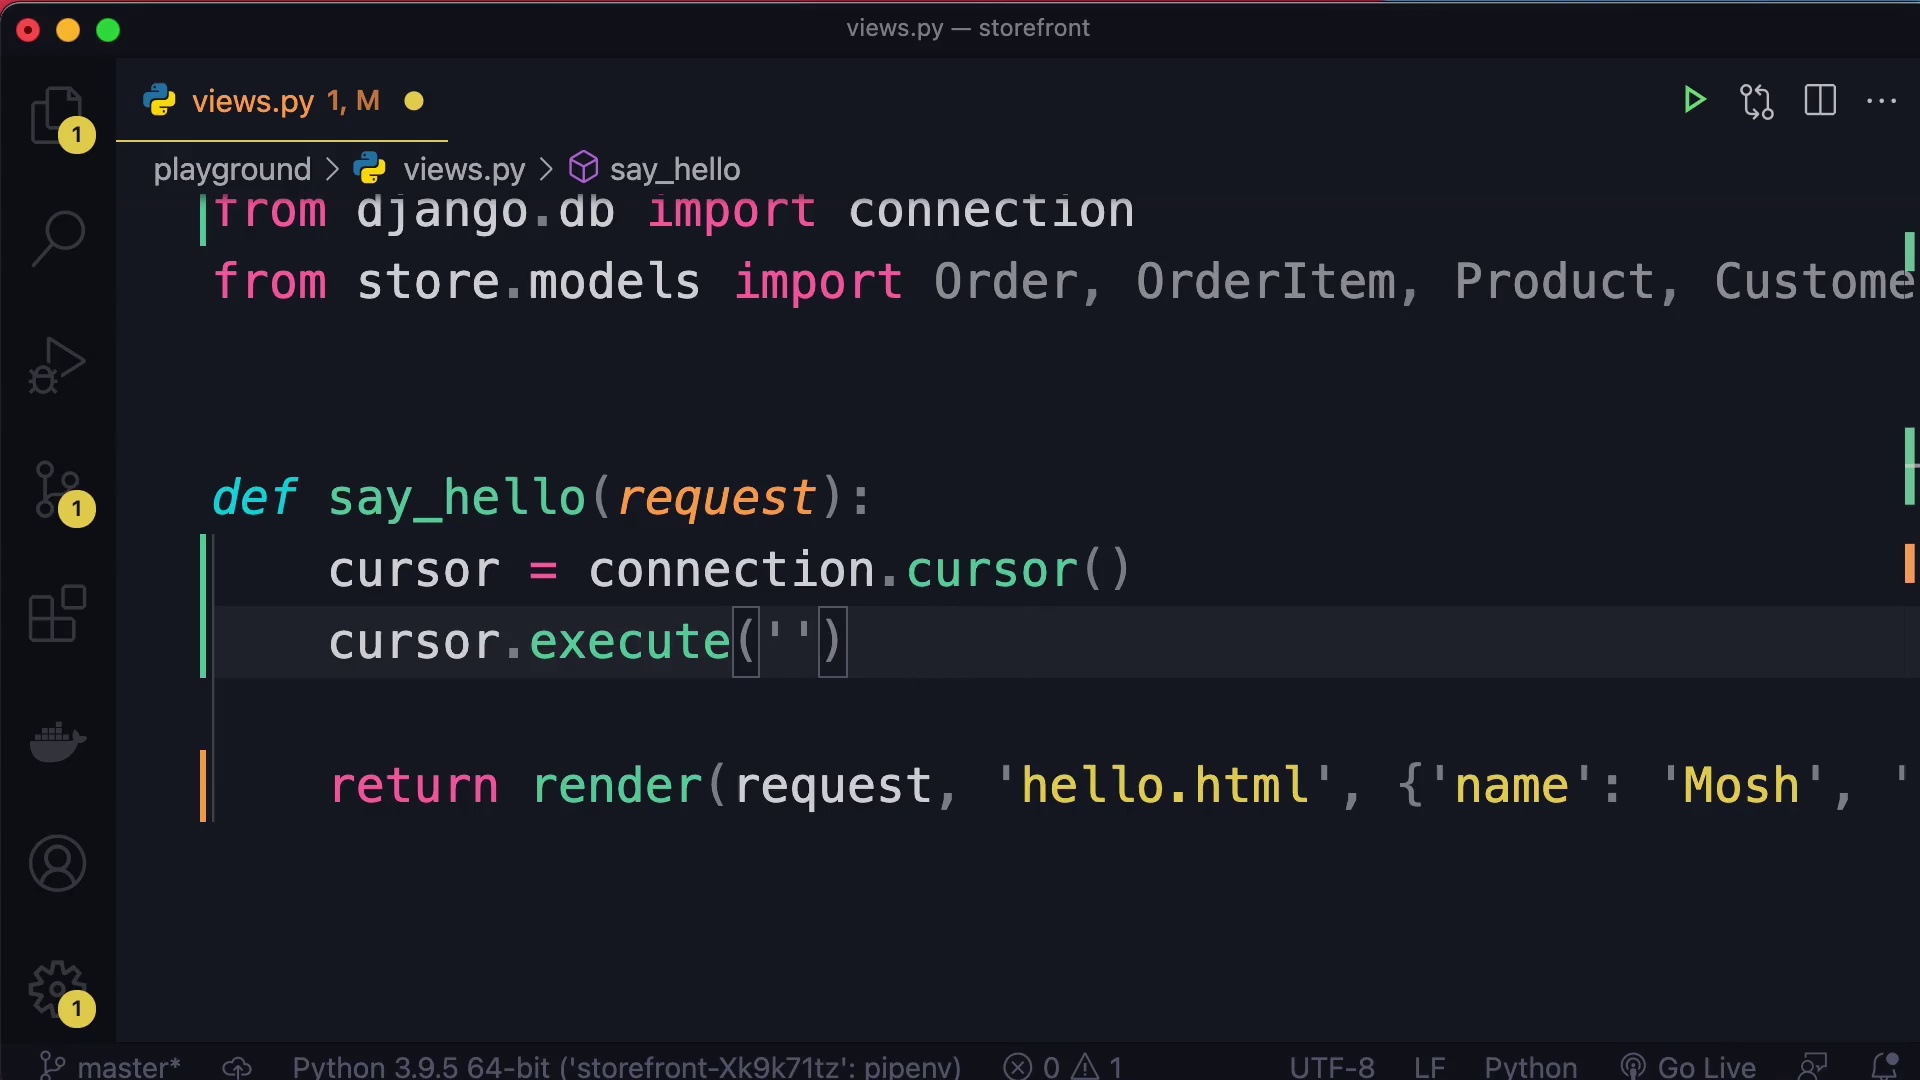 views.py — storefront
views.py 1, M
playground > views.py > say_hello
from django.db import connection
from store.models import Order, OrderItem, Product, Custome
def say_hello(request):
cursor = connection.cursor()
cursor.execute('')
return render(request, 'hello.html', {'name': 'Mosh', '
1
1
1
master*
Python 3.9.5 64-bit ('storefront-Xk9k71tz': pipenv)
0
1
UTF-8
LF
Python
Go Live